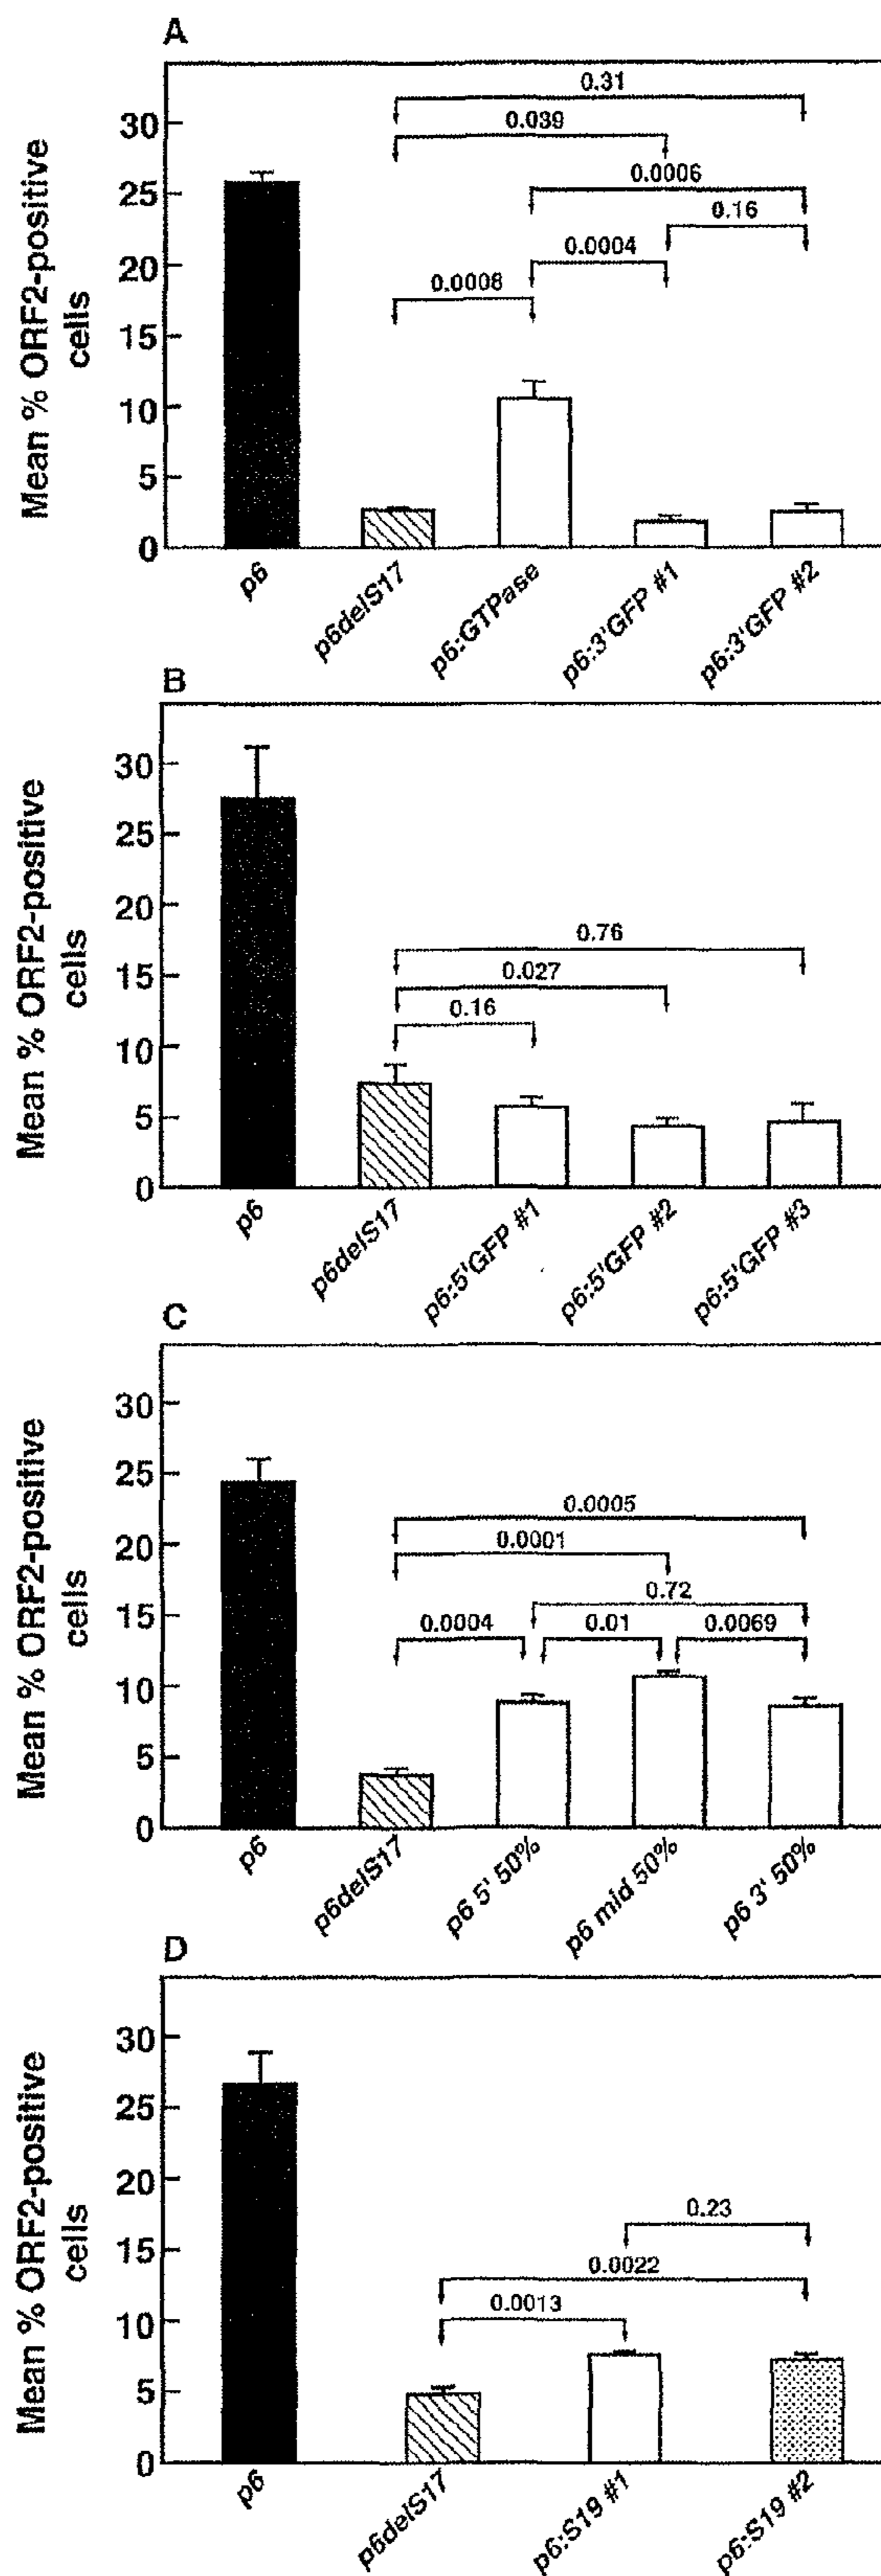 A
Mean % ORF2-positive
cells
30
25
20
15
10
5
0
0.31
0.039
0.0006
0.16
0.0004
0.0008
p6
p6delS17
p6:GTPase
p6:3'GFP #1
p6:3'GFP #2
B
Mean % ORF2-positive
cells
30
25
20
15
10
5
0
0.76
0.027
0.16
p6
p6delS17
p6:5'GFP #1
p6:5'GFP #2
p6:5'GFP #3
C
Mean % ORF2-positive
cells
30
25
20
15
10
5
0
0.0005
0.0001
0.72
0.0004
0.01
0.0069
p6
p6delS17
p6 5' 50%
p6 mid 50%
p6 3' 50%
D
Mean % ORF2-positive
cells
30
25
20
15
10
5
0
0.23
0.0022
0.0013
p6
p6delS17
p6:S19 #1
p6:S19 #2